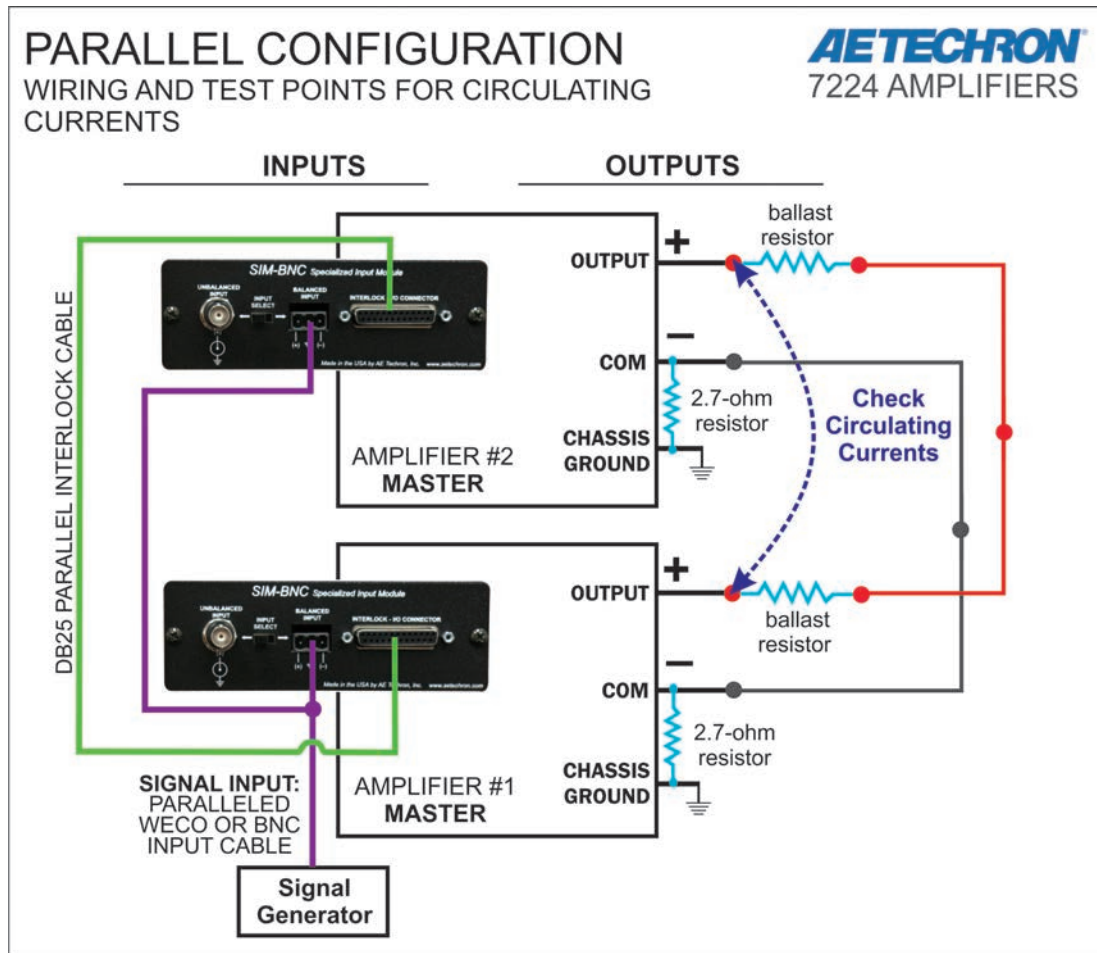 PARALLEL CONFIGURATION
WIRING AND TEST POINTS FOR CIRCULATING
CURRENTS
AE TECHRON®
7224 AMPLIFIERS
INPUTS
OUTPUTS
DB25 PARALLEL INTERLOCK CABLE
SIM-BNC Specialized Input Module
UNBALANCED
INPUT
INPUT
SELECT
BALANCED
INPUT
INTERLOCK - I/O CONNECTOR
(+)
(–)
Made in the USA by AE Techron, Inc. www.aetechron.com
AMPLIFIER #2
MASTER
+
OUTPUT
–
COM
CHASSIS
GROUND
2.7-ohm
resistor
ballast
resistor
Check
Circulating
Currents
SIM-BNC Specialized Input Module
UNBALANCED
INPUT
INPUT
SELECT
BALANCED
INPUT
INTERLOCK - I/O CONNECTOR
(+)
(–)
Made in the USA by AE Techron, Inc. www.aetechron.com
AMPLIFIER #1
MASTER
+
OUTPUT
–
COM
CHASSIS
GROUND
2.7-ohm
resistor
ballast
resistor
SIGNAL INPUT:
PARALLELED
WECO OR BNC
INPUT CABLE
Signal
Generator